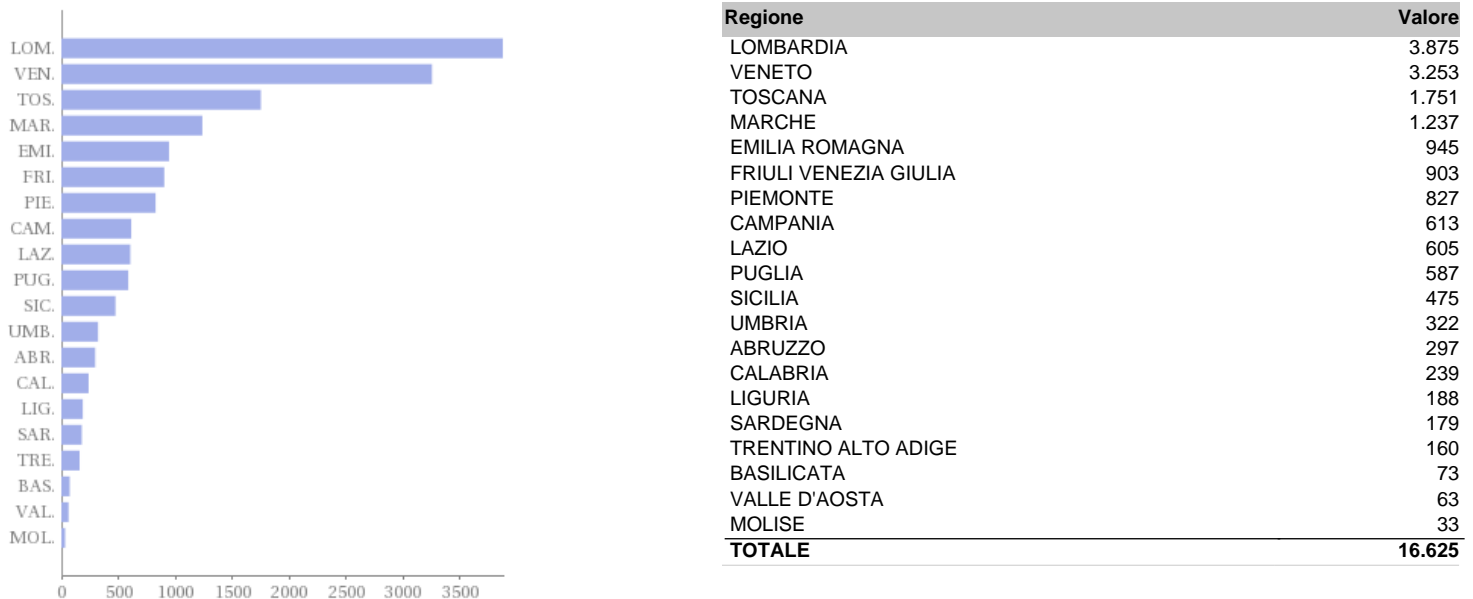 LOM.
VEN.
TOS.
MAR.
EMI.
FRI.
PIE.
CAM.
LAZ.
PUG.
SIC.
UMB.
ABR.
CAL.
LIG.
SAR.
TRE.
BAS.
VAL.
MOL.
0 500 1000 1500 2000 2500 3000 3500
Regione Valore
LOMBARDIA 3.875
VENETO 3.253
TOSCANA 1.751
MARCHE 1.237
EMILIA ROMAGNA 945
FRIULI VENEZIA GIULIA 903
PIEMONTE 827
CAMPANIA 613
LAZIO 605
PUGLIA 587
SICILIA 475
UMBRIA 322
ABRUZZO 297
CALABRIA 239
LIGURIA 188
SARDEGNA 179
TRENTINO ALTO ADIGE 160
BASILICATA 73
VALLE D'AOSTA 63
MOLISE 33
TOTALE 16.625